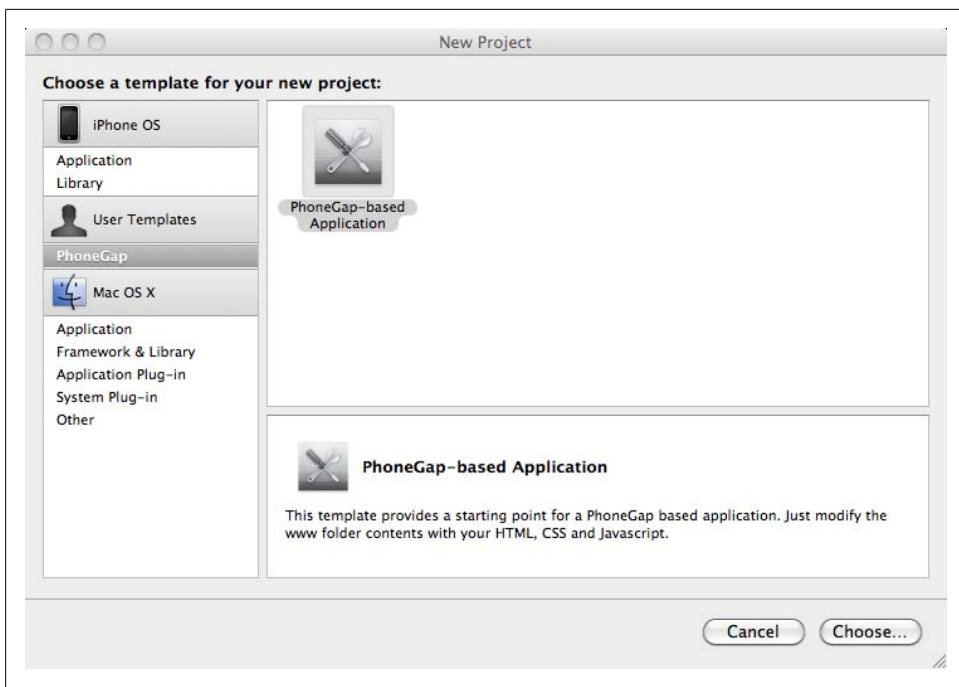 New Project
Choose a template for your new project:
iPhone OS
Application
Library
User Templates
PhoneGap
Mac OS X
Application
Framework & Library
Application Plug-in
System Plug-in
Other
PhoneGap-based
Application
PhoneGap-based Application
This template provides a starting point for a PhoneGap based application. Just modify the
www folder contents with your HTML, CSS and Javascript.
Cancel
Choose...